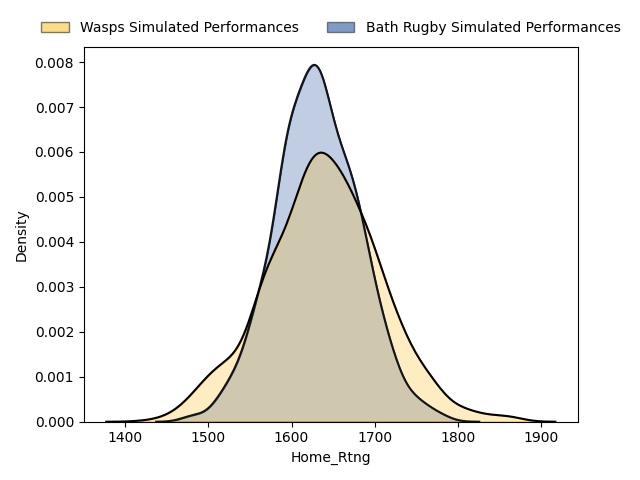 Wasps Simulated Performances Bath Rugby Simulated Performances
0.008
0.007
0.006
0.005
0.004
0.003
0.002
0.001
0.000
Density
1400 1500 1600 1700 1800 1900
Home_Rtng